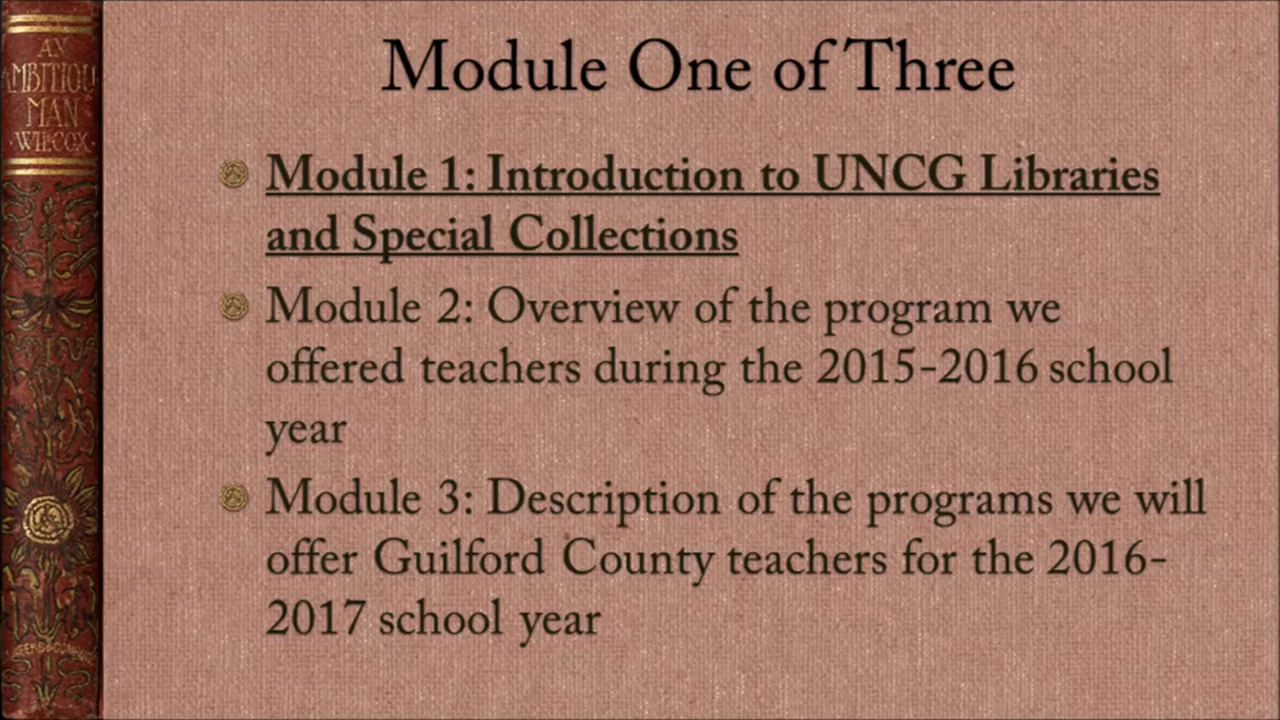 AN
AMBITIOUS
MAN
WILCOX
Module One of Three
Module 1: Introduction to UNCG Libraries
and Special Collections
Module 2: Overview of the program we
offered teachers during the 2015-2016 school
year
Module 3: Description of the programs we will
offer Guilford County teachers for the 2016-
2017 school year